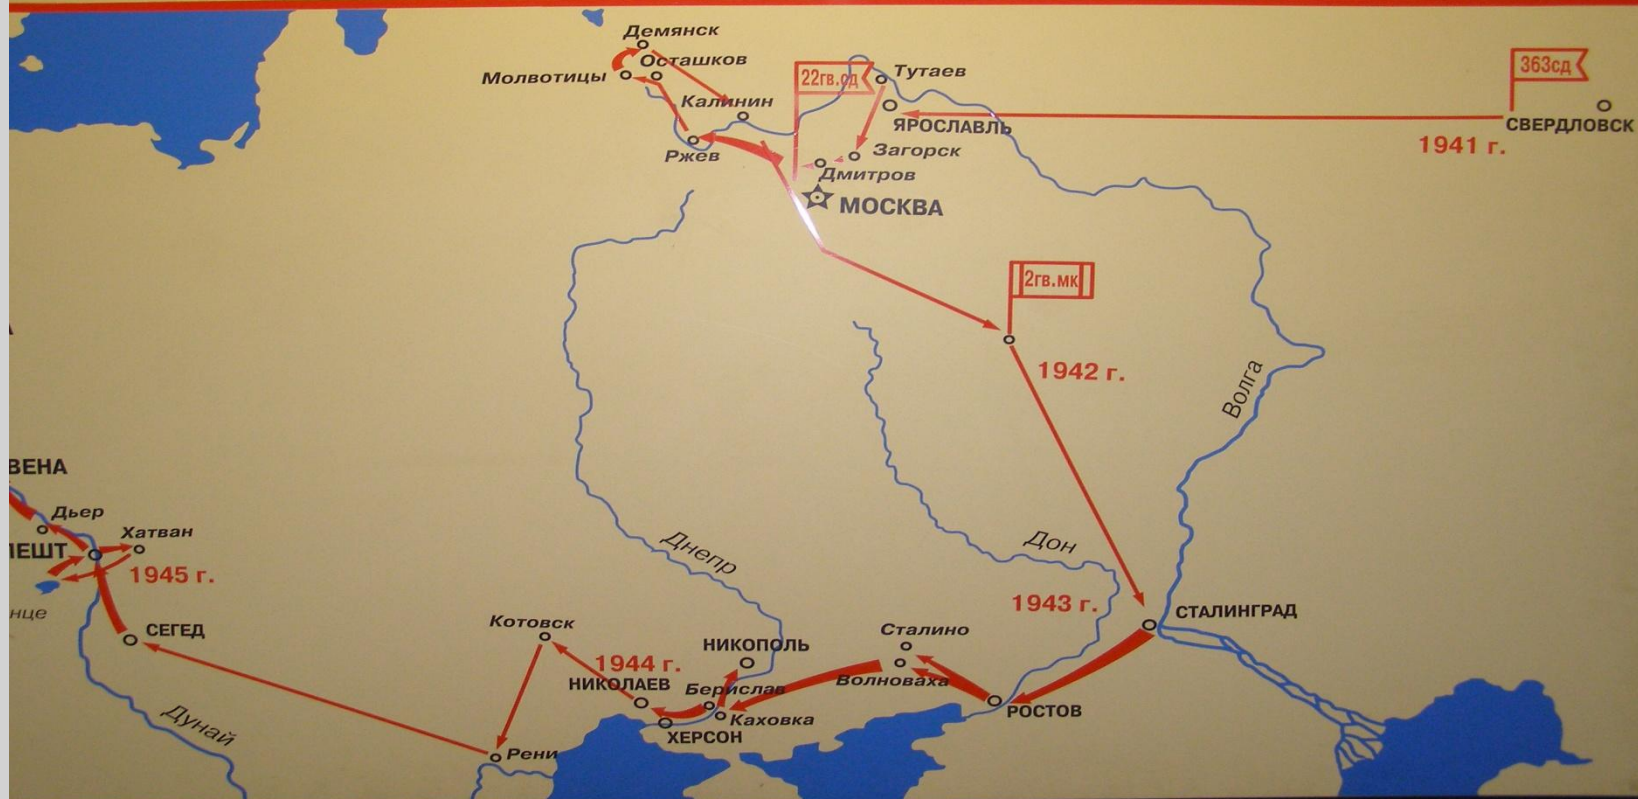 Демянск
Осташков
Молвотицы
Калинин
22гв.сд
Тутаев
363сд
ЯРОСЛАВЛЬ
СВЕРДЛОВСК
1941 г.
Ржев
Загорск
Дмитров
МОСКВА
2гв.мк
1942 г.
Волга
ВЕНА
Дьер
Хатван
ПЕШТ
1945 г.
нце
Днепр
Дон
1943 г.
СТАЛИНГРАД
СЕГЕД
Котовск
Сталино
НИКОПОЛЬ
1944 г.
НИКОЛАЕВ
Берислав
Волноваха
Каховка
РОСТОВ
ХЕРСОН
Дунай
Рени